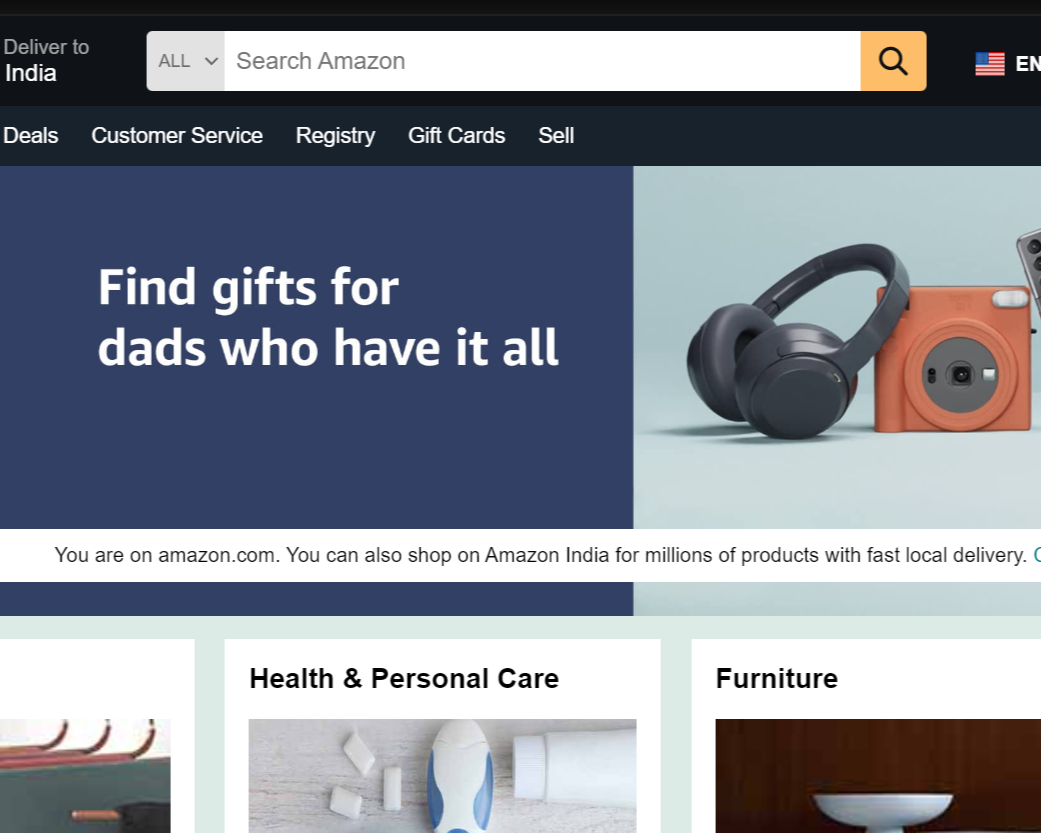 Deliver to
India
ALL
Search Amazon
EN
Deals Customer Service Registry Gift Cards Sell
Find gifts for
dads who have it all
You are on amazon.com. You can also shop on Amazon India for millions of products with fast local delivery.
Health & Personal Care
Furniture